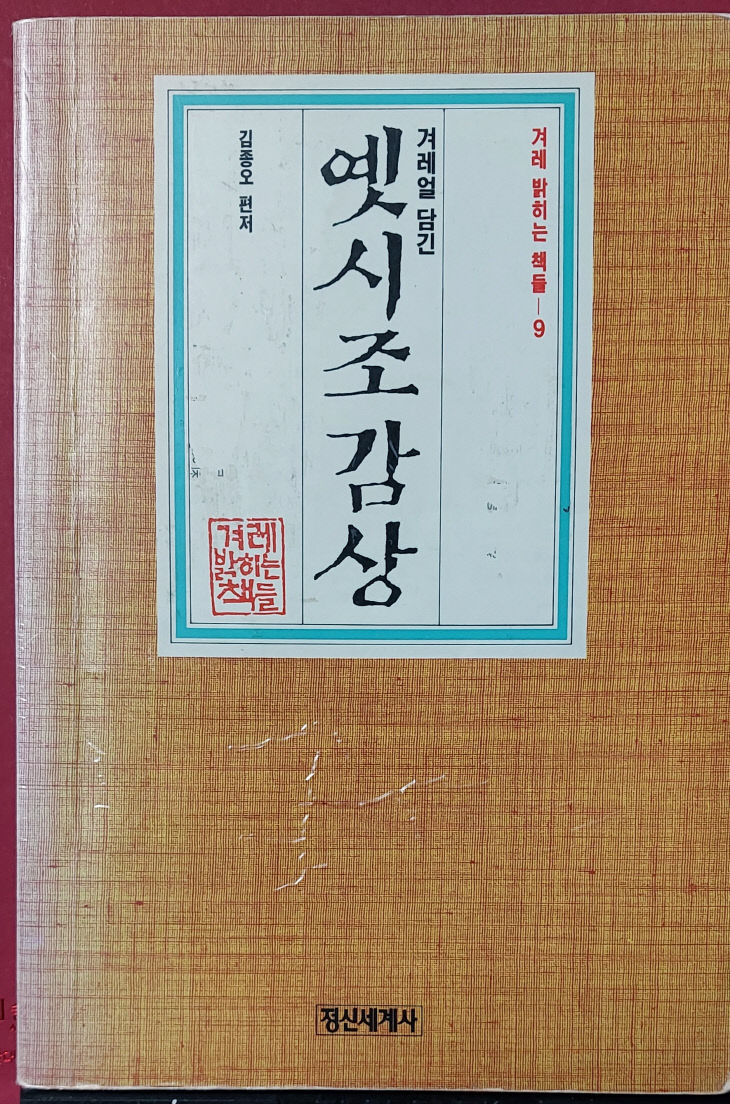 겨레 밝히는 책들—9
겨레얼 담긴
옛시조감상
김종오 편저
겨레
밝히는
책들
정신세계사